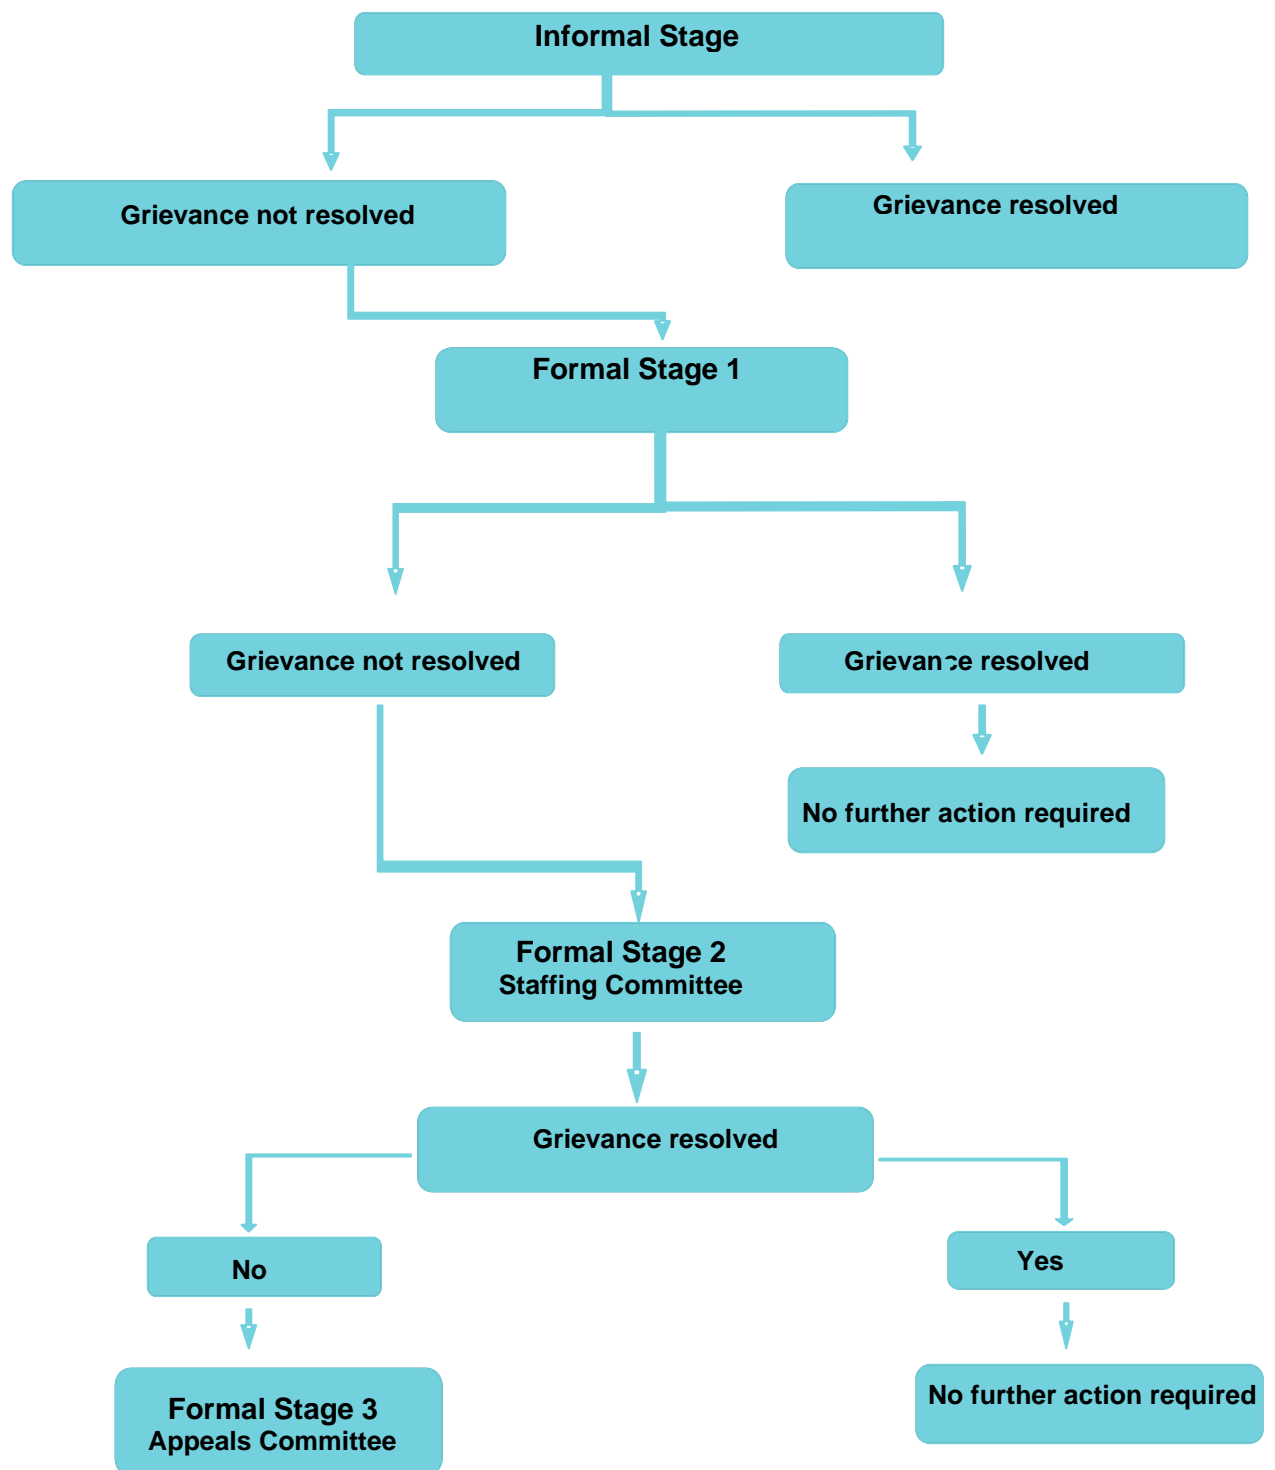 Informal Stage
Grievance not resolved
Grievance resolved
Formal Stage 1
Grievance not resolved
Grievance resolved
No further action required
Formal Stage 2
Staffing Committee
Grievance resolved
No
Yes
Formal Stage 3
Appeals Committee
No further action required